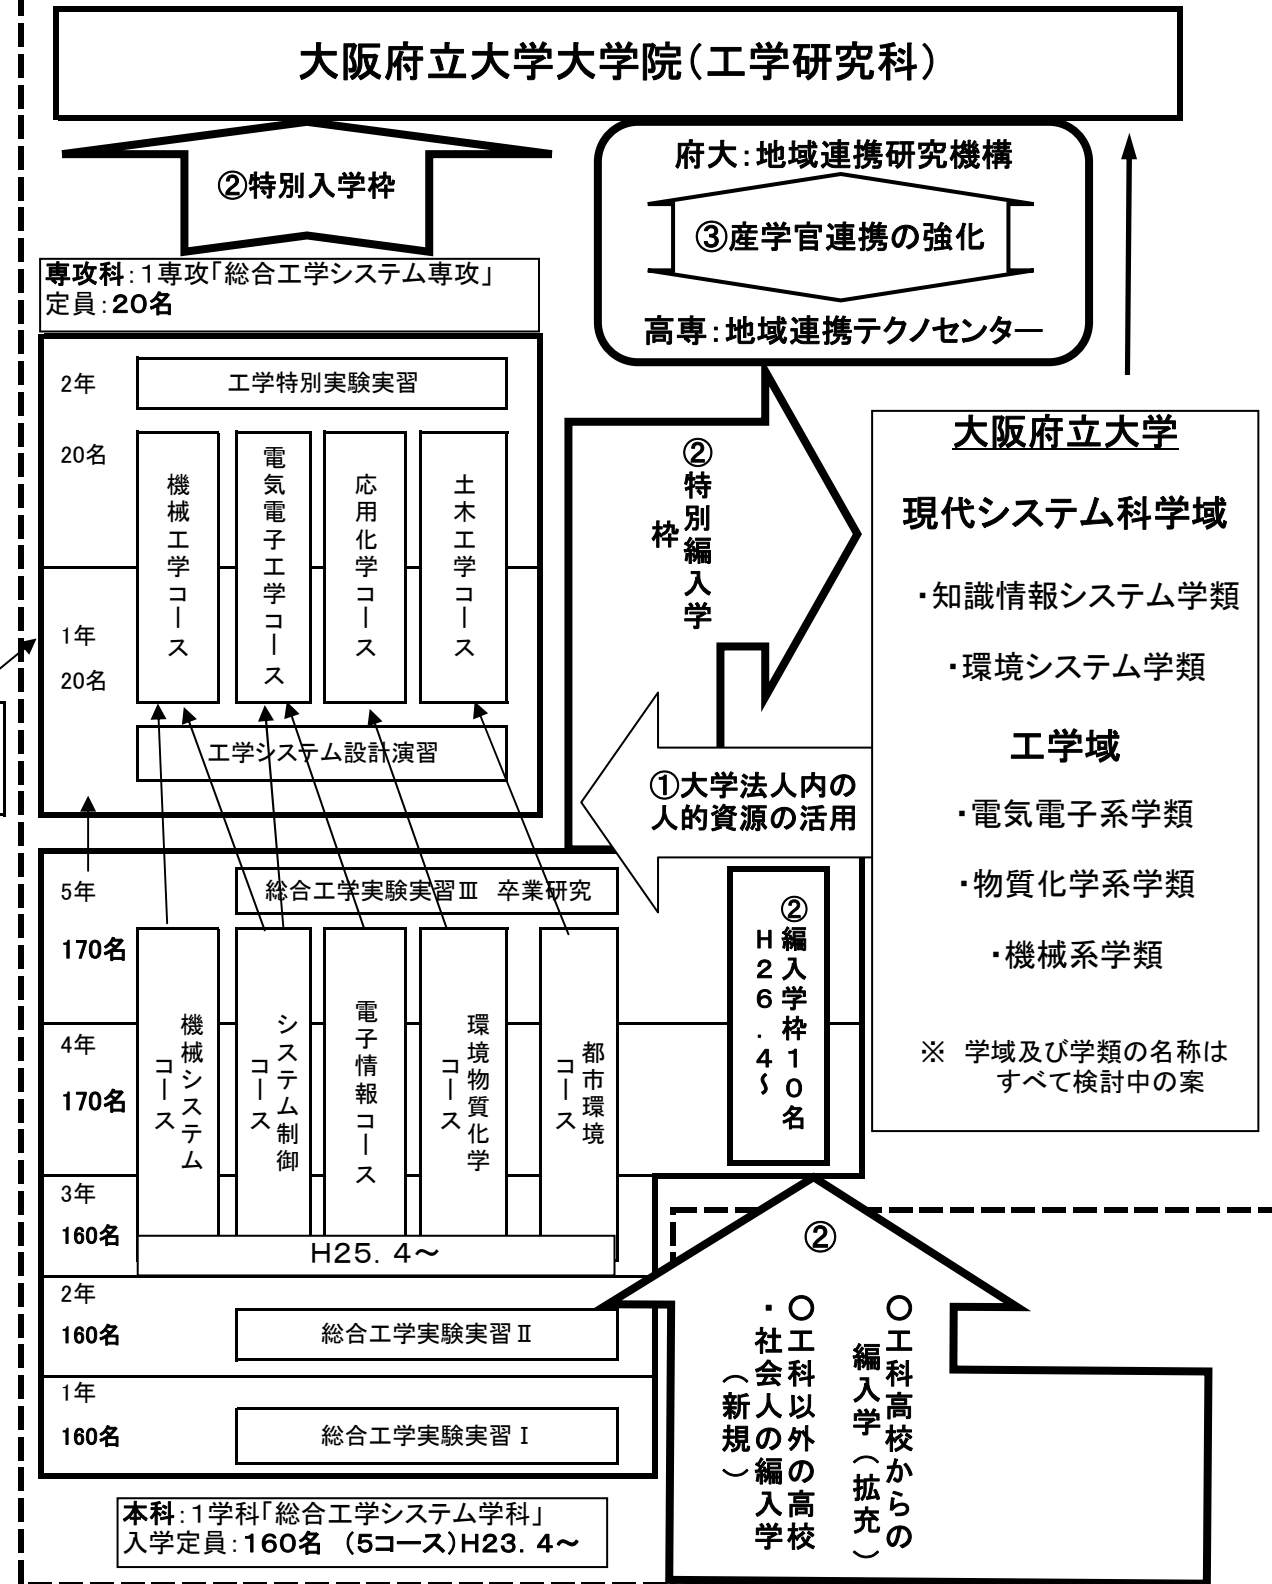 大阪府立大学大学院(工学研究科)
②特別入学枠
府大:地域連携研究機構
③産学官連携の強化
高専:地域連携テクノセンター
専攻科:1専攻「総合工学システム専攻」
定員:20名
2年
20名
工学特別実験実習
機械工学コース
電気電子工学コース
応用化学コース
土木工学コース
1年
20名
工学システム設計演習
②特別編入学
枠
①大学法人内の
人的資源の活用
大阪府立大学
現代システム科学域
・知識情報システム学類
・環境システム学類
工学域
・電気電子系学類
・物質化学系学類
・機械系学類
※ 学域及び学類の名称は
すべて検討中の案
5年
170名
総合工学実験実習Ⅲ 卒業研究
4年
170名
機械システム
コース
システム制御
コース
電子情報コース
環境物質化学
コース
都市環境
コース
②編入学枠10名
H26.4~
3年
160名
H25.4~
2年
160名
総合工学実験実習Ⅱ
1年
160名
総合工学実験実習Ⅰ
②
○工科高校からの
編入学(拡充)
○工科以外の高校
・社会人の編入学
(新規)
本科:1学科「総合工学システム学科」
入学定員:160名 (5コース)H23.4~